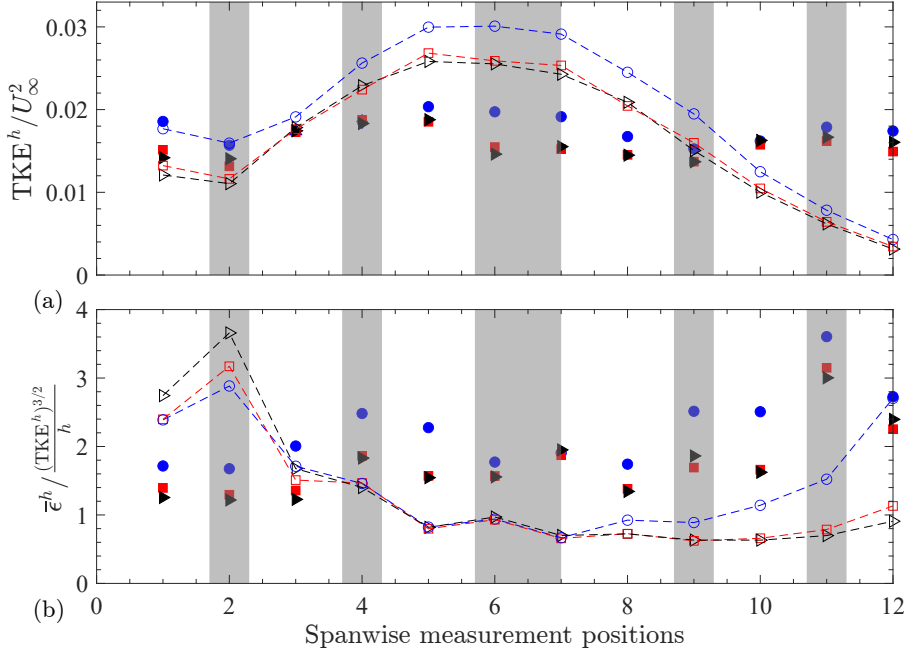 0.03
0.02
0.01
0
TKE^h/U_∞^2
(a)
4
3
2
1
0
ε̄^h/(TKE^h)^{3/2}/h
(b)
0 2 4 6 8 10 12
Spanwise measurement positions